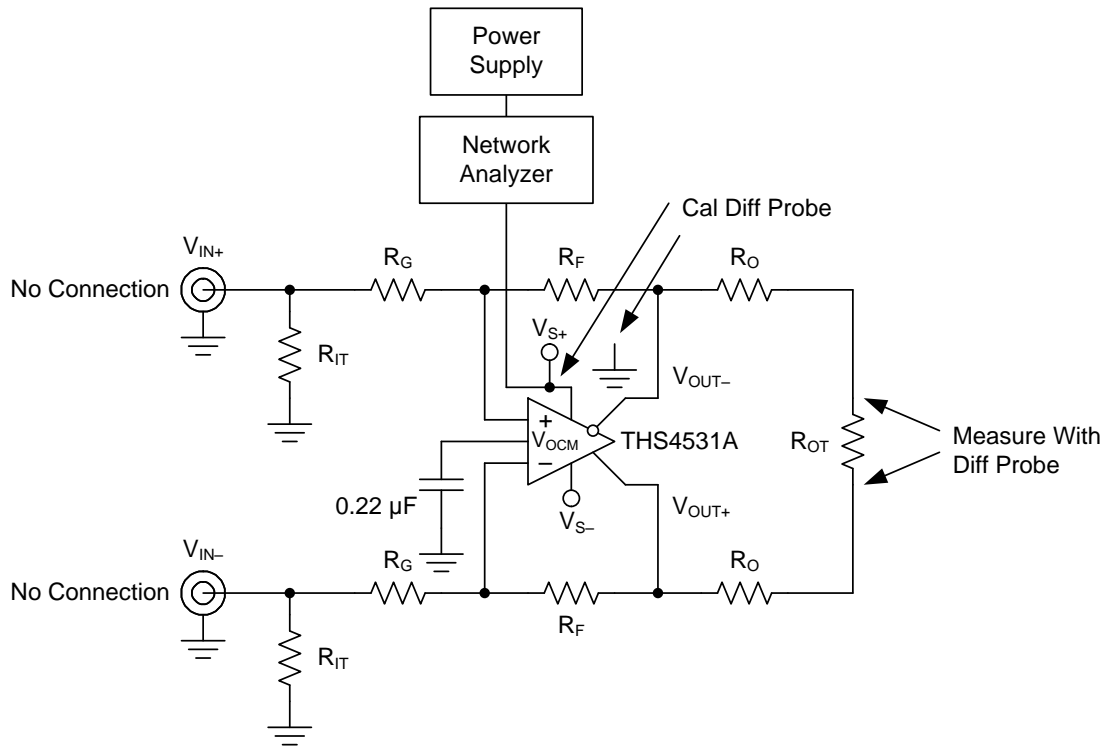 Power
Supply
Network
Analyzer
Cal Diff Probe
V_IN+
R_G
R_F
R_O
No Connection
R_IT
V_S+
V_OUT–
+
V_OCM
–
THS4531A
R_OT
Measure With
Diff Probe
0.22 µF
V_S–
V_OUT+
V_IN–
R_G
R_O
No Connection
R_F
R_IT